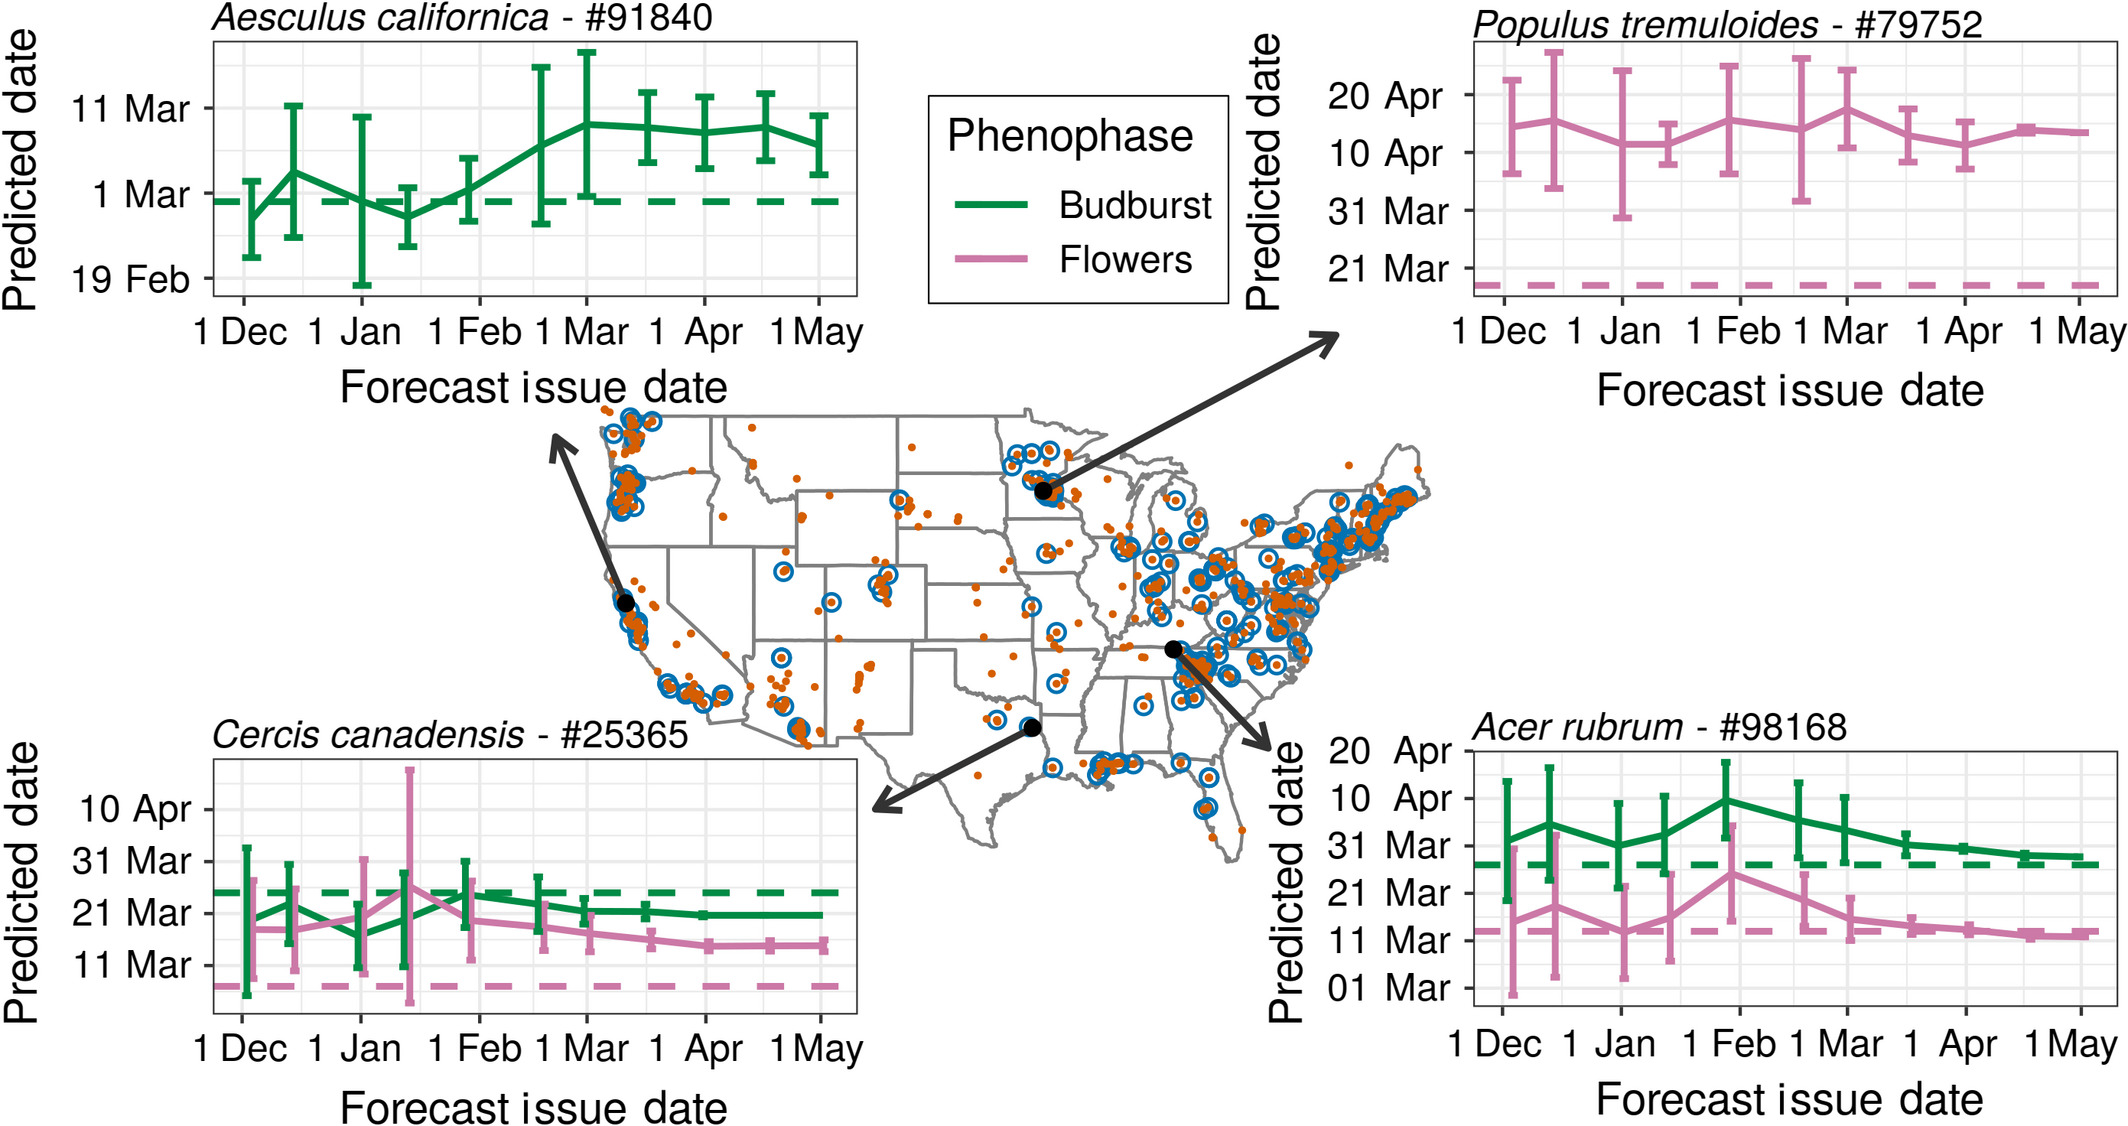 Aesculus californica - #91840
Predicted date
11 Mar
1 Mar
19 Feb
1 Dec 1 Jan 1 Feb 1 Mar 1 Apr 1 May
Forecast issue date
Phenophase
Budburst
Flowers
Populus tremuloides - #79752
Predicted date
20 Apr
10 Apr
31 Mar
21 Mar
1 Dec 1 Jan 1 Feb 1 Mar 1 Apr 1 May
Forecast issue date
Cercis canadensis - #25365
Predicted date
10 Apr
31 Mar
21 Mar
11 Mar
1 Dec 1 Jan 1 Feb 1 Mar 1 Apr 1 May
Forecast issue date
Acer rubrum - #98168
Predicted date
20 Apr
10 Apr
31 Mar
21 Mar
11 Mar
01 Mar
1 Dec 1 Jan 1 Feb 1 Mar 1 Apr 1 May
Forecast issue date